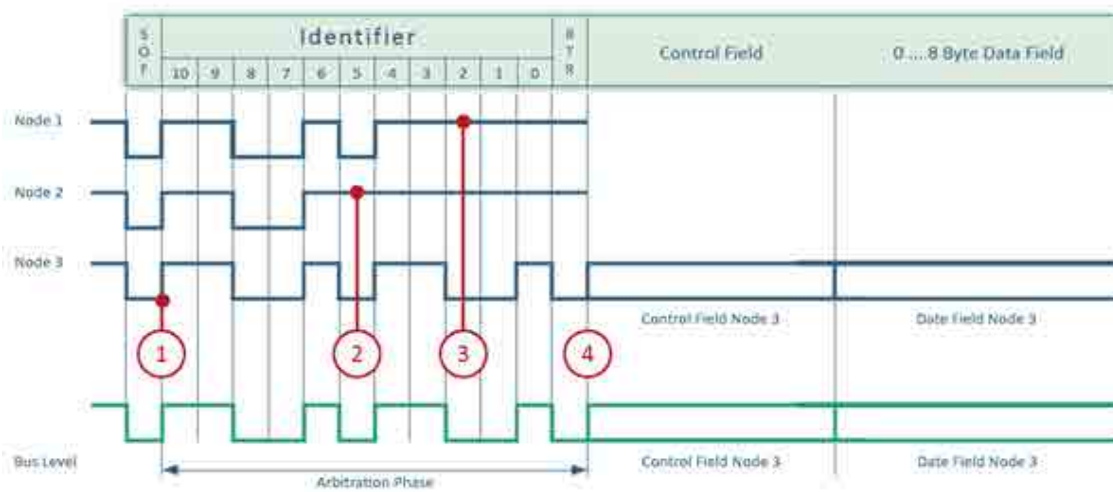 S O F
Identifier
R T R
Control Field
0 .... 8 Byte Data Field
10 9 8 7 6 5 4 3 2 1 0
Node 1
Node 2
Node 3
Control Field Node 3
Date Field Node 3
1
2
3
4
Bus Level
Control Field Node 3
Date Field Node 3
Arbitration Phase